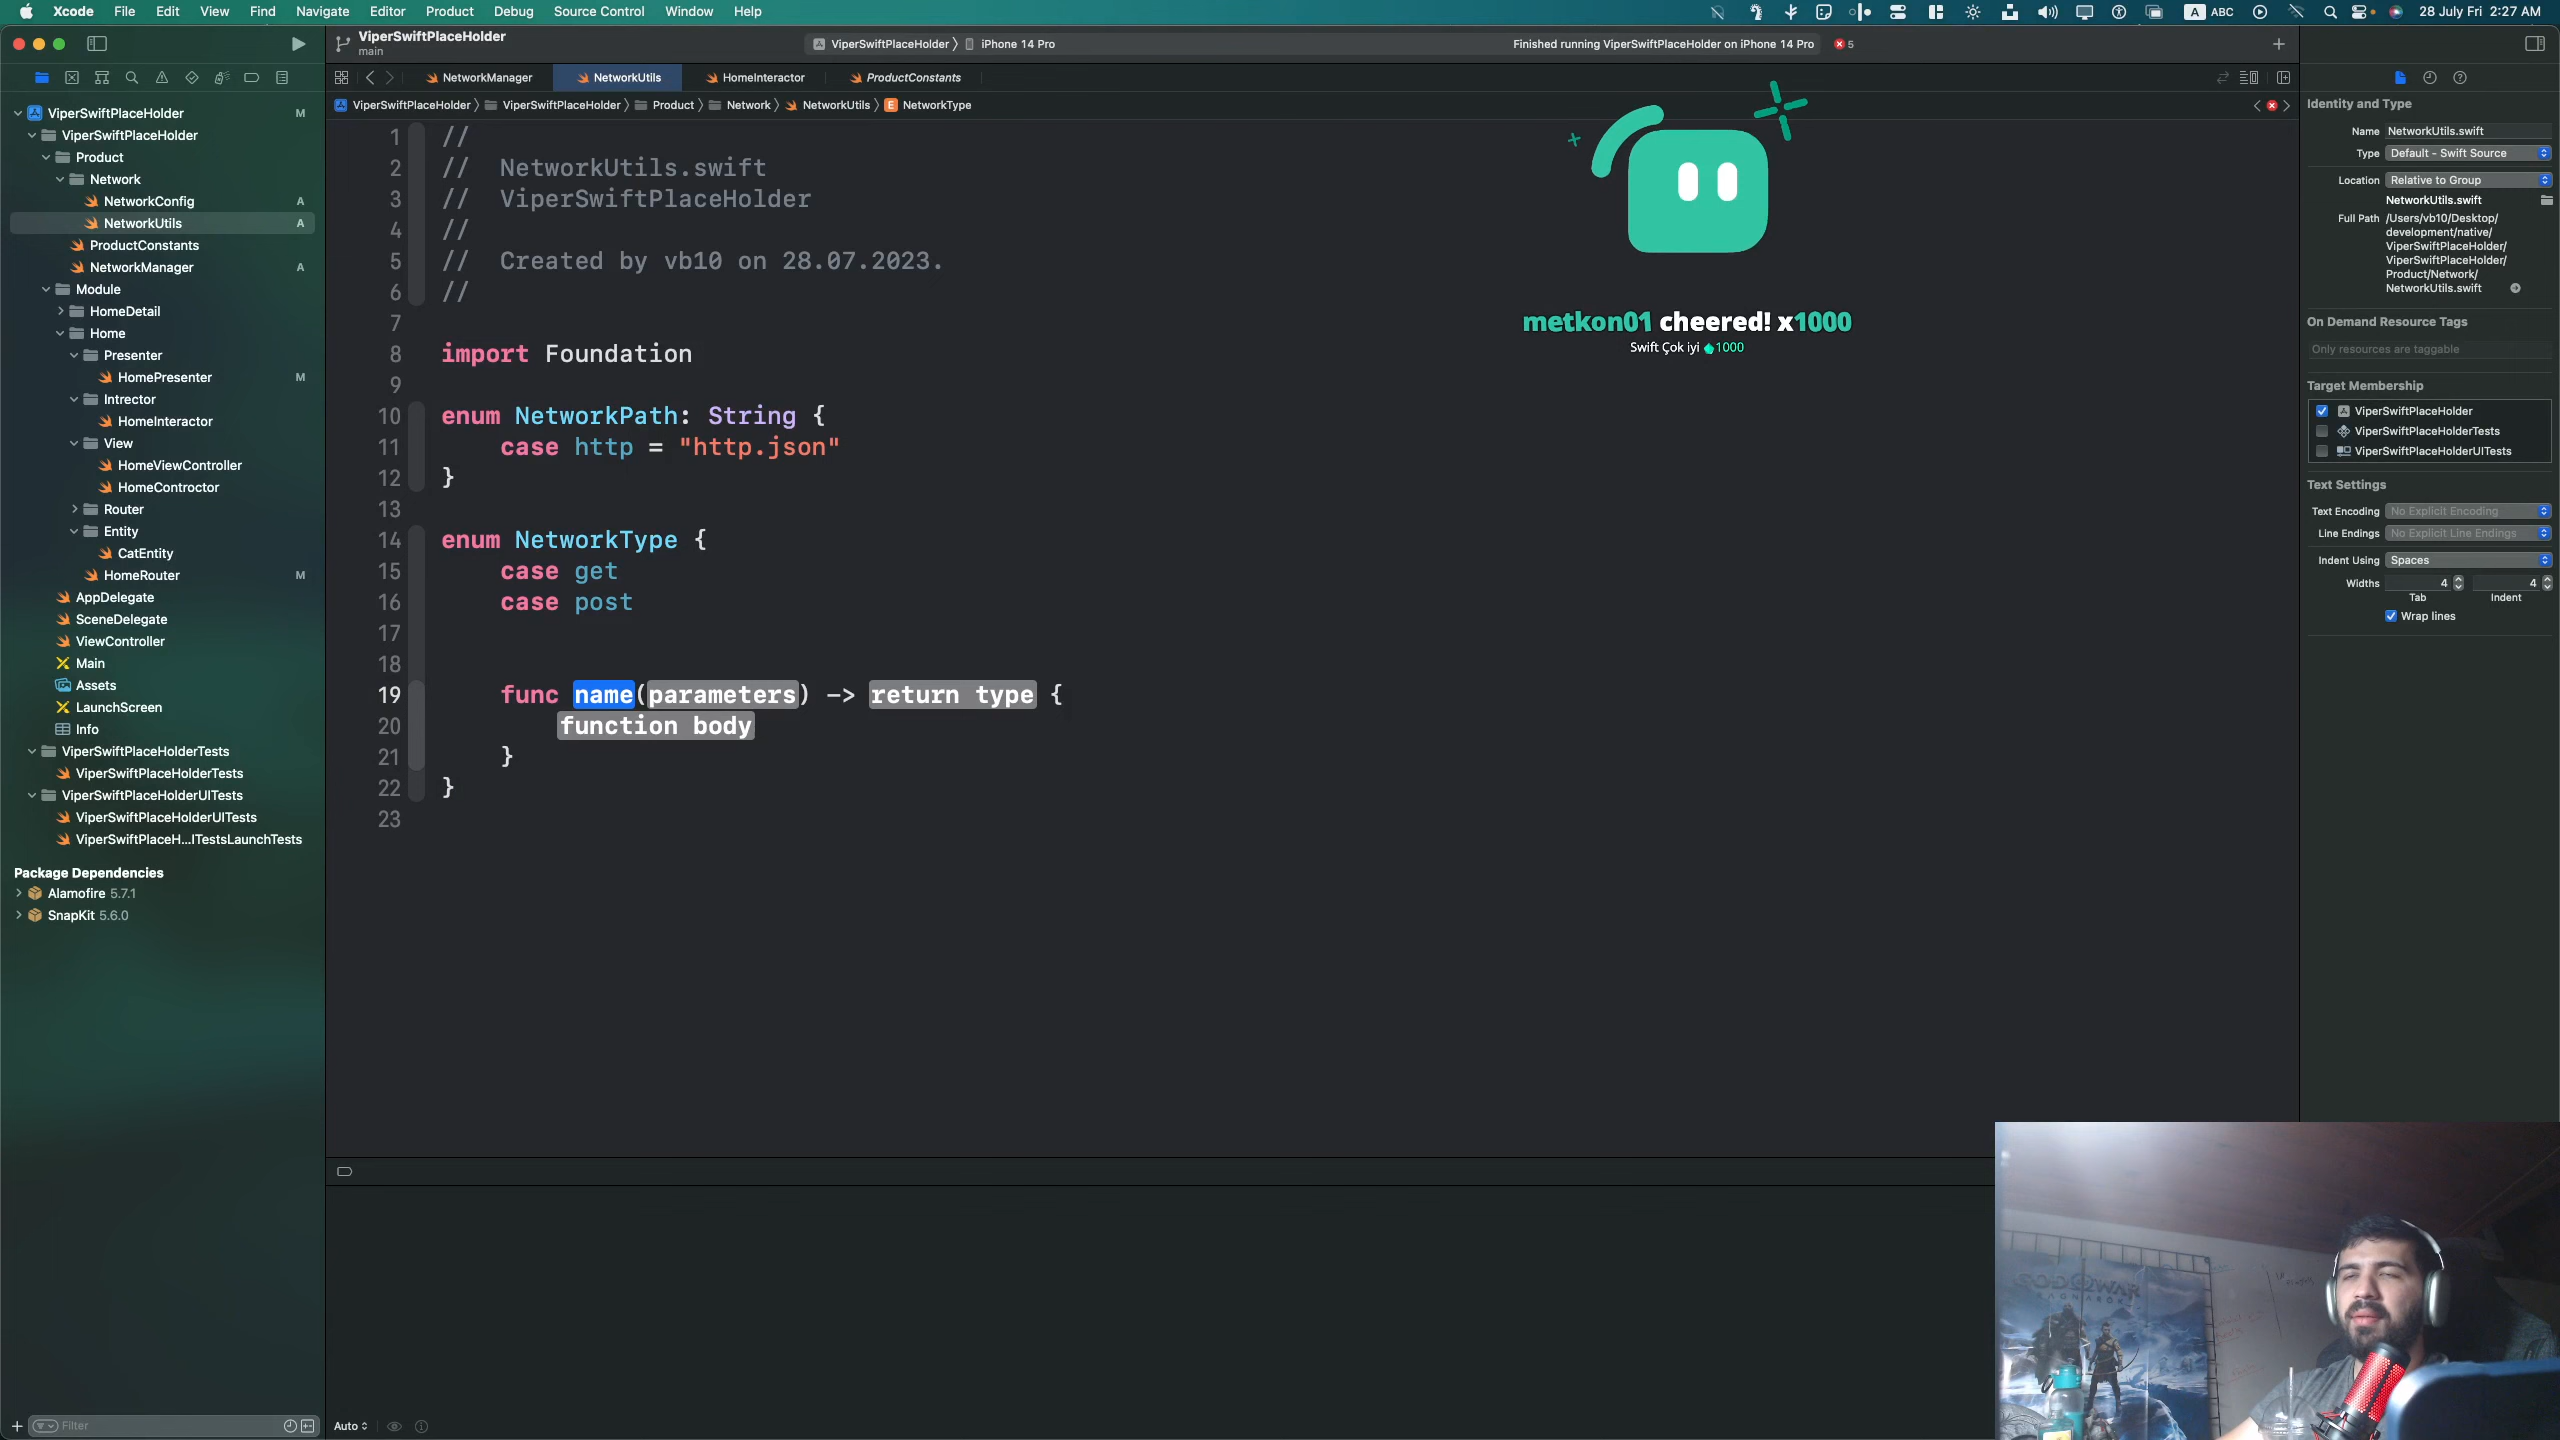 Xcode File Edit View Find Navigate Editor Product Debug Source Control Window Help
A ABC 28 July Fri 2:27 AM
ViperSwiftPlaceHolder
main
ViperSwiftPlaceHolder iPhone 14 Pro
Finished running ViperSwiftPlaceHolder on iPhone 14 Pro 5
NetworkManager NetworkUtils HomeInteractor ProductConstants
ViperSwiftPlaceHolder ViperSwiftPlaceHolder Product Network NetworkUtils E NetworkType
ViperSwiftPlaceHolder M
ViperSwiftPlaceHolder
Product
Network
NetworkConfig A
NetworkUtils A
ProductConstants
NetworkManager A
Module
HomeDetail
Home
Presenter
HomePresenter M
Intrector
HomeInteractor
View
HomeViewController
HomeControctor
Router
Entity
CatEntity
HomeRouter M
AppDelegate
SceneDelegate
ViewController
Main
Assets
LaunchScreen
Info
ViperSwiftPlaceHolderTests
ViperSwiftPlaceHolderTests
ViperSwiftPlaceHolderUITests
ViperSwiftPlaceHolderUITests
ViperSwiftPlaceH...ITestsLaunchTests
Package Dependencies
Alamofire 5.7.1
SnapKit 5.6.0
Filter
1 //
2 // NetworkUtils.swift
3 // ViperSwiftPlaceHolder
4 //
5 // Created by vb10 on 28.07.2023.
6 //
7
8 import Foundation
9
10 enum NetworkPath: String {
11 case http = "http.json"
12 }
13
14 enum NetworkType {
15 case get
16 case post
17
18
19 func name(parameters) -> return type {
20 function body
21 }
22 }
23
metkon01 cheered! x1000
Swift Çok iyi 1000
Auto
Identity and Type
Name NetworkUtils.swift
Type Default - Swift Source
Location Relative to Group
NetworkUtils.swift
Full Path /Users/vb10/Desktop/
development/native/
ViperSwiftPlaceHolder/
ViperSwiftPlaceHolder/
Product/Network/
NetworkUtils.swift
On Demand Resource Tags
Only resources are taggable
Target Membership
ViperSwiftPlaceHolder
ViperSwiftPlaceHolderTests
ViperSwiftPlaceHolderUITests
Text Settings
Text Encoding No Explicit Encoding
Line Endings No Explicit Line Endings
Indent Using Spaces
Widths 4 4
Tab Indent
Wrap lines
GOD OF WAR
RAGNARÖK